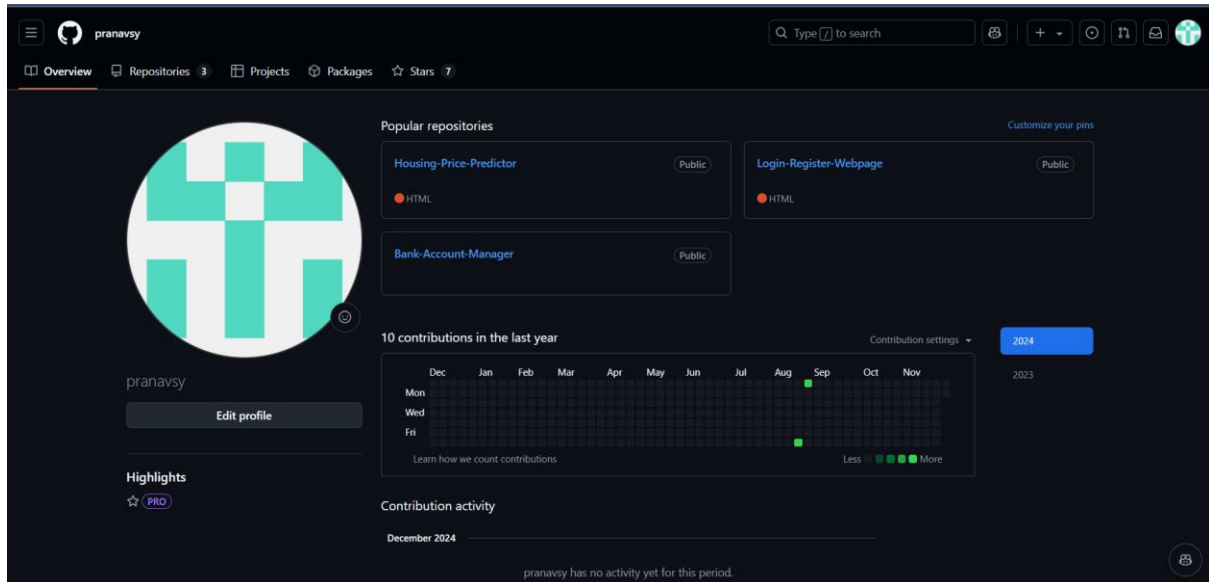 pranavsy
Type / to search
Overview
Repositories 3
Projects
Packages
Stars 7
Popular repositories
Customize your pins
Housing-Price-Predictor
Public
HTML
Login-Register-Webpage
Public
HTML
Bank-Account-Manager
Public
pranavsy
Edit profile
Highlights
PRO
10 contributions in the last year
Contribution settings
2024
2023
Dec Jan Feb Mar Apr May Jun Jul Aug Sep Oct Nov
Mon
Wed
Fri
Learn how we count contributions
Less More
Contribution activity
December 2024
pranavsy has no activity yet for this period.